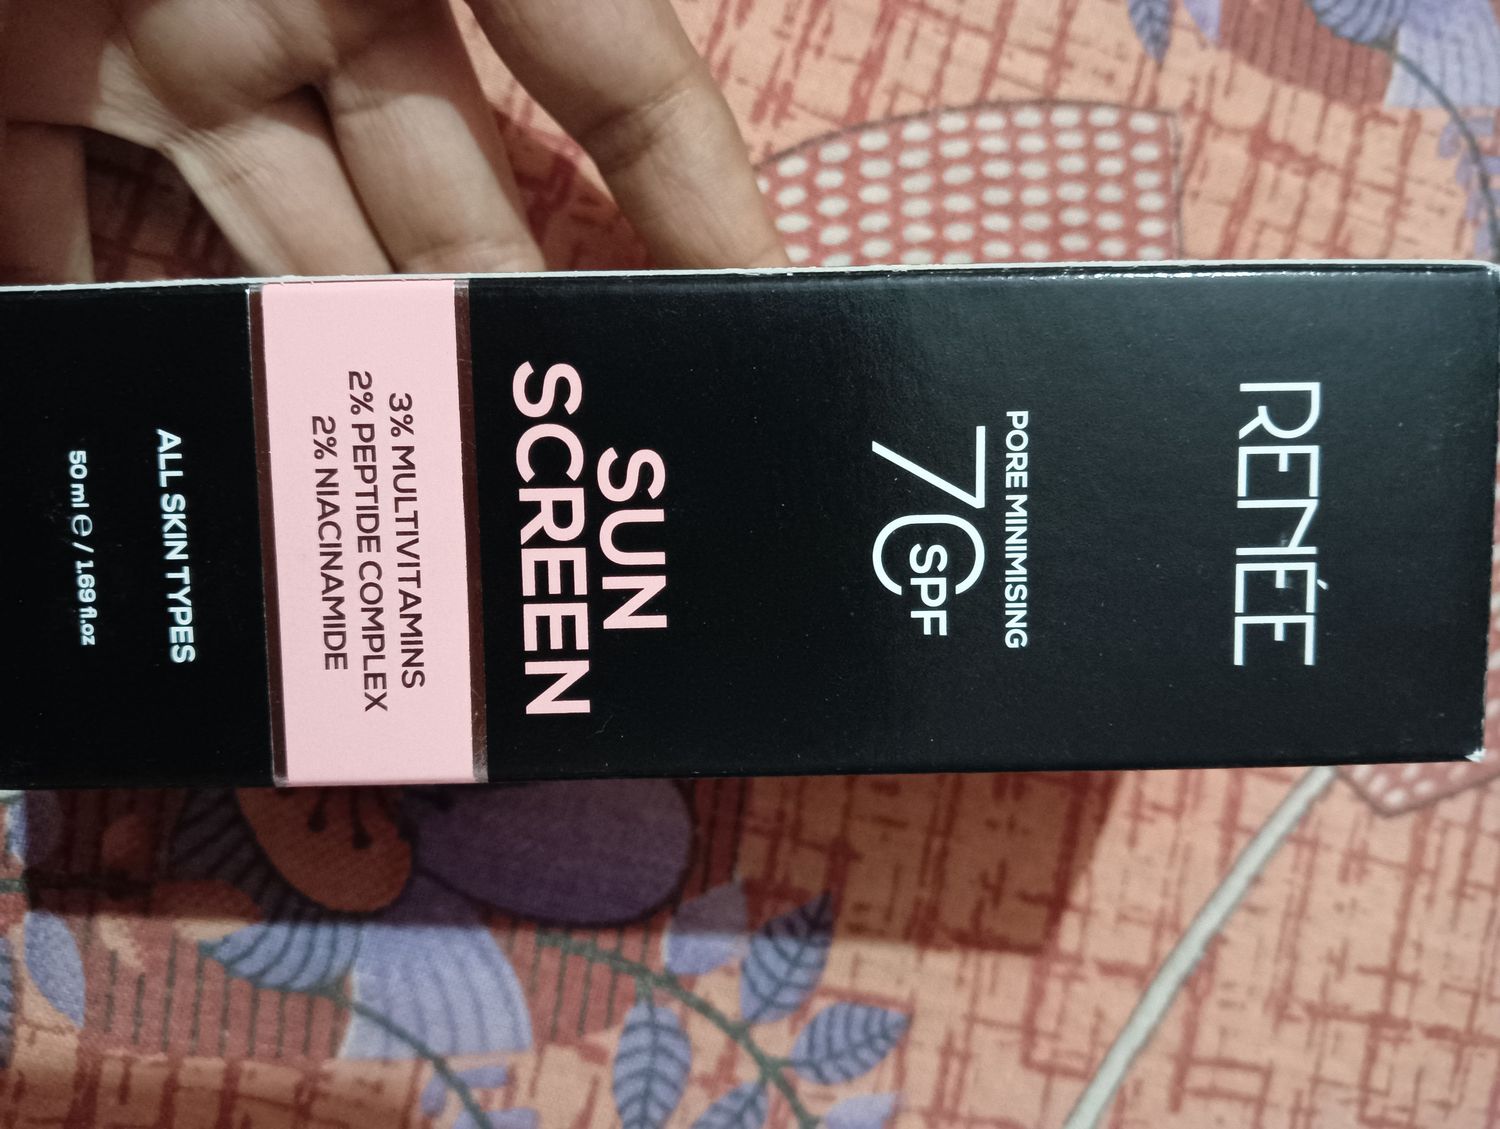 RENÉE
PORE MINIMISING
70
SPF
SUN
SCREEN
3% MULTIVITAMINS
2% PEPTIDE COMPLEX
2% NIACINAMIDE
ALL SKIN TYPES
50 ml ℮ / 1.69 fl.oz